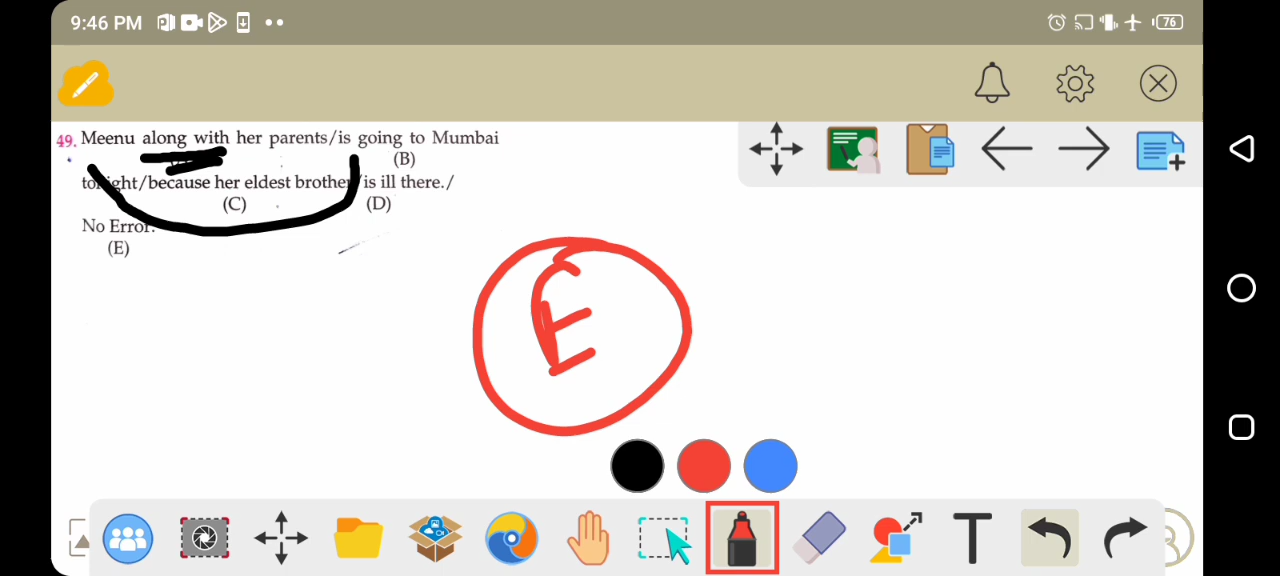 9:46 PM
76
49. Meenu along with her parents/is going to Mumbai
(B)
tonight/because her eldest brother/is ill there./
(C) (D)
No Error.
(E)
E
T